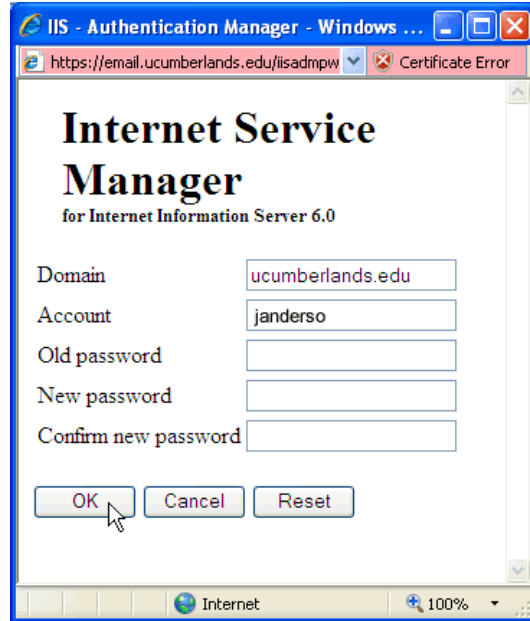 IIS - Authentication Manager - Windows ...
https://email.ucumberlands.edu/iisadmpw
Certificate Error
Internet Service
Manager
for Internet Information Server 6.0
Domain
ucumberlands.edu
Account
janderso
Old password
New password
Confirm new password
OK
Cancel
Reset
Internet
100%